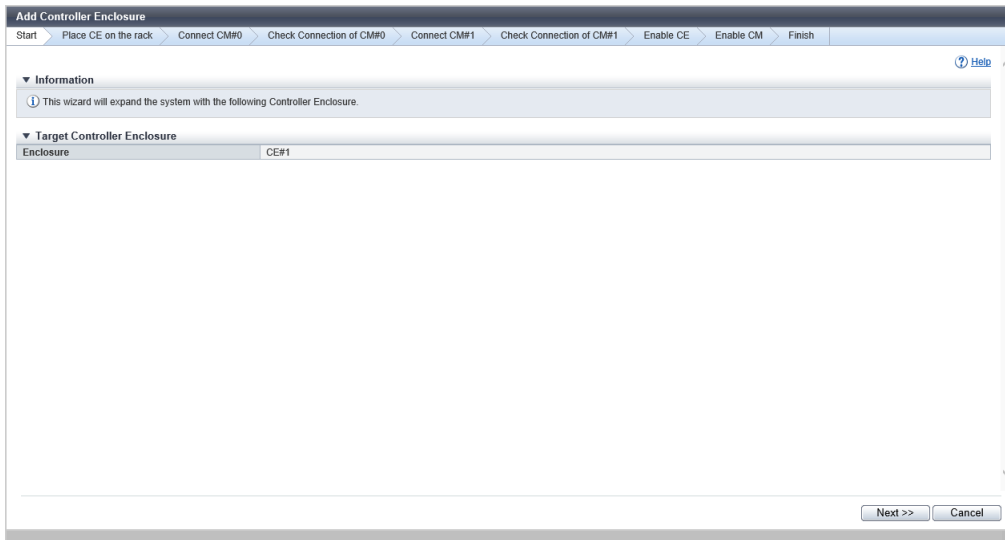 Add Controller Enclosure
Start Place CE on the rack Connect CM#0 Check Connection of CM#0 Connect CM#1 Check Connection of CM#1 Enable CE Enable CM Finish
Help
Information
This wizard will expand the system with the following Controller Enclosure.
Target Controller Enclosure
Enclosure CE#1
Next >> Cancel